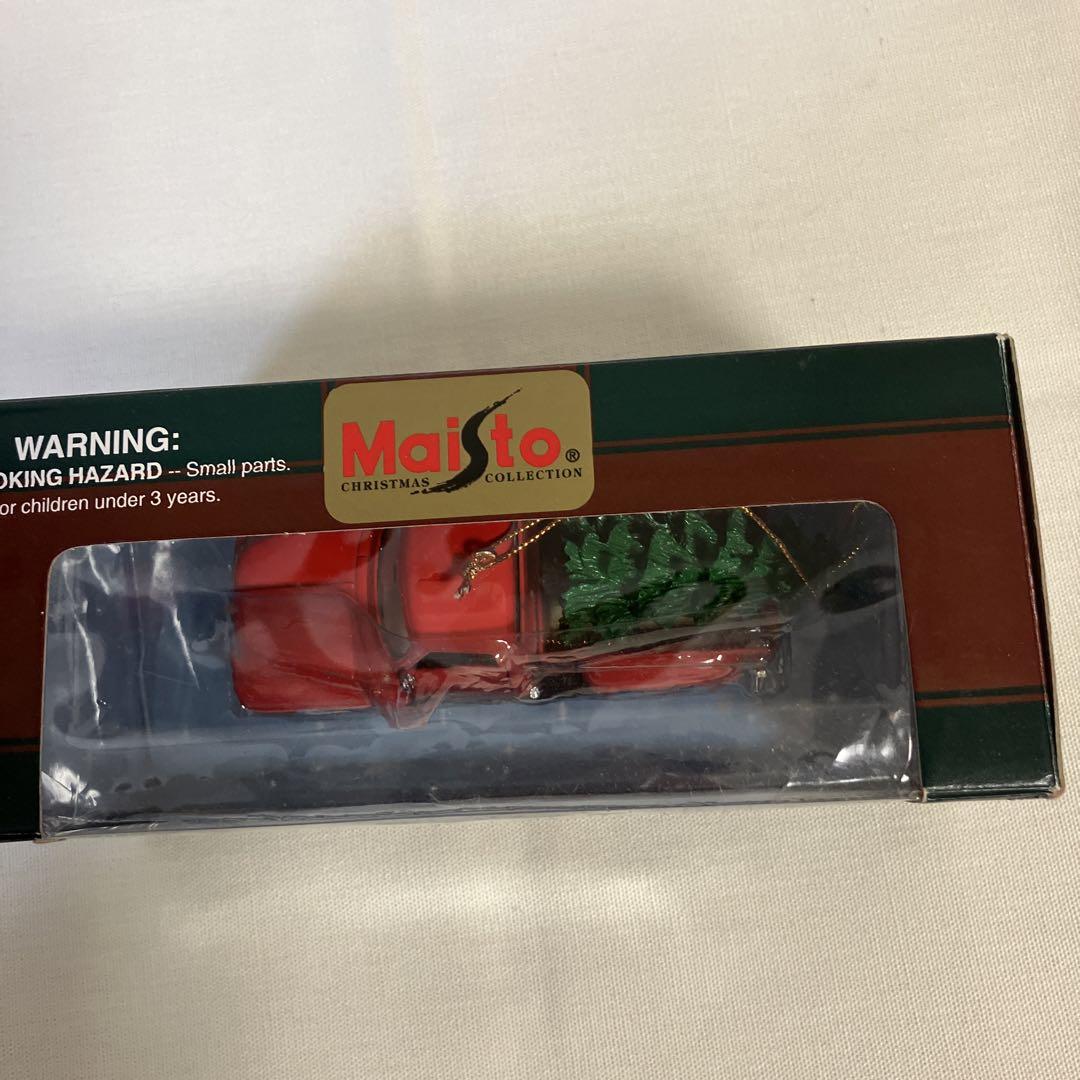 WARNING:
OKING HAZARD -- Small parts.
or children under 3 years.
Maisto®
CHRISTMAS COLLECTION